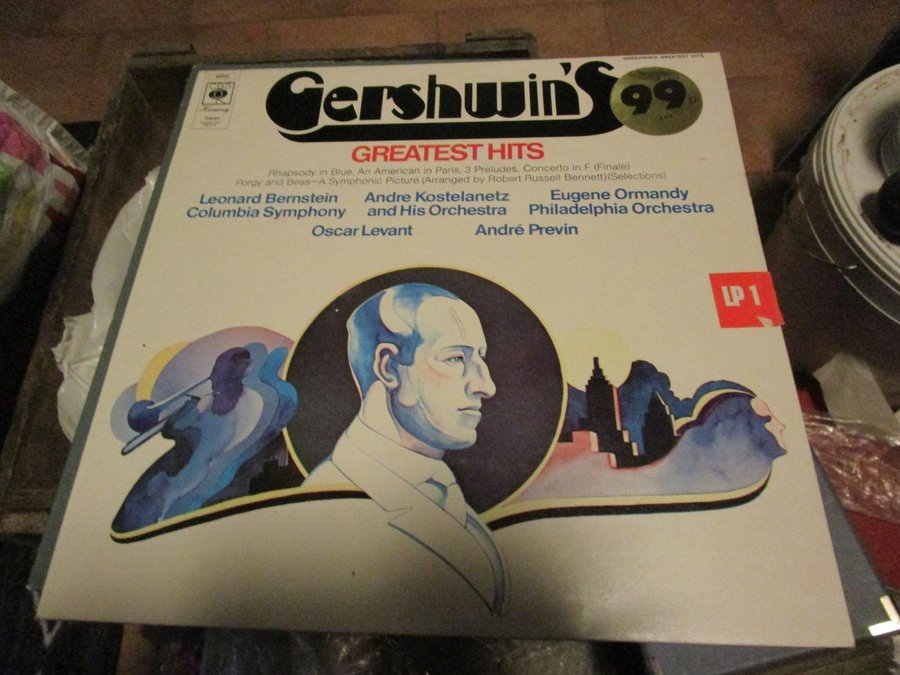 GERSHWIN'S GREATEST HITS
CBS
Gershwin's
99
GREATEST HITS
Rhapsody in Blue, An American in Paris, 3 Preludes, Concerto in F (Finale)
Porgy and Bess—A Symphonic Picture (Arranged by Robert Russell Bennett)(Selections)
Leonard Bernstein Andre Kostelanetz Eugene Ormandy
Columbia Symphony and His Orchestra Philadelphia Orchestra
Oscar Levant André Previn
LP 1